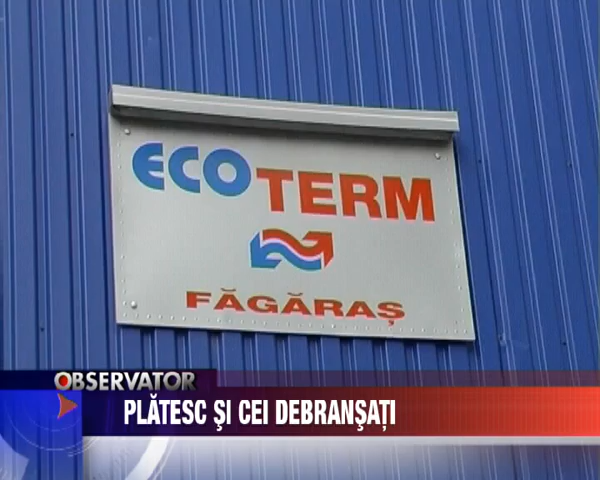 ECOTERM
FĂGĂRAŞ
OBSERVATOR
PLĂTESC ŞI CEI DEBRANŞAŢI